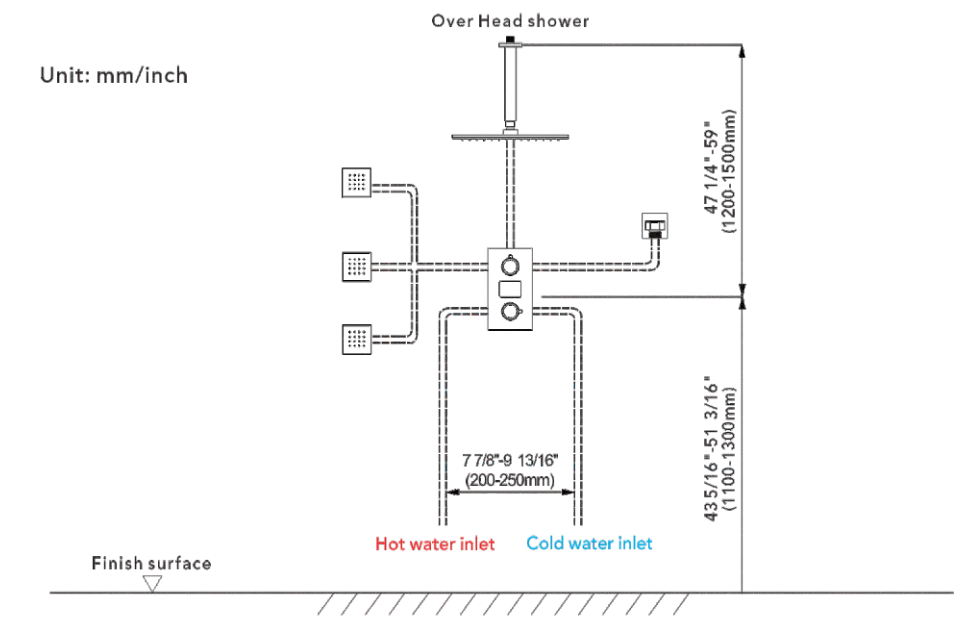 Over Head shower
Unit: mm/inch
47 1/4"-59"
(1200-1500mm)
43 5/16"-51 3/16"
(1100-1300mm)
7 7/8"-9 13/16"
(200-250mm)
Hot water inlet
Cold water inlet
Finish surface